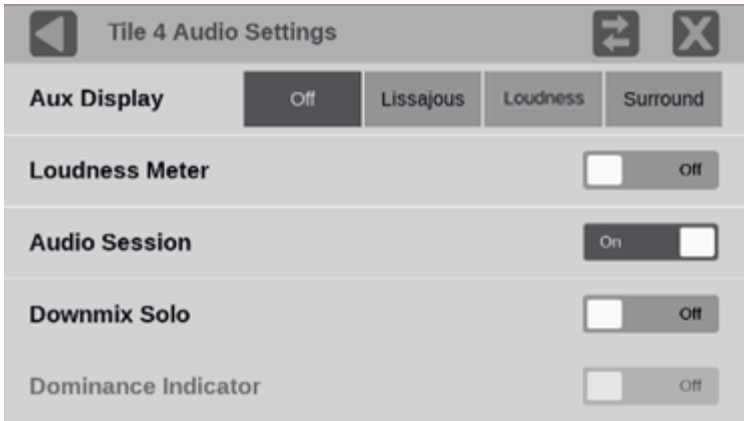 Tile 4 Audio Settings
Aux Display Off Lissajous Loudness Surround
Loudness Meter Off
Audio Session On
Downmix Solo Off
Dominance Indicator Off